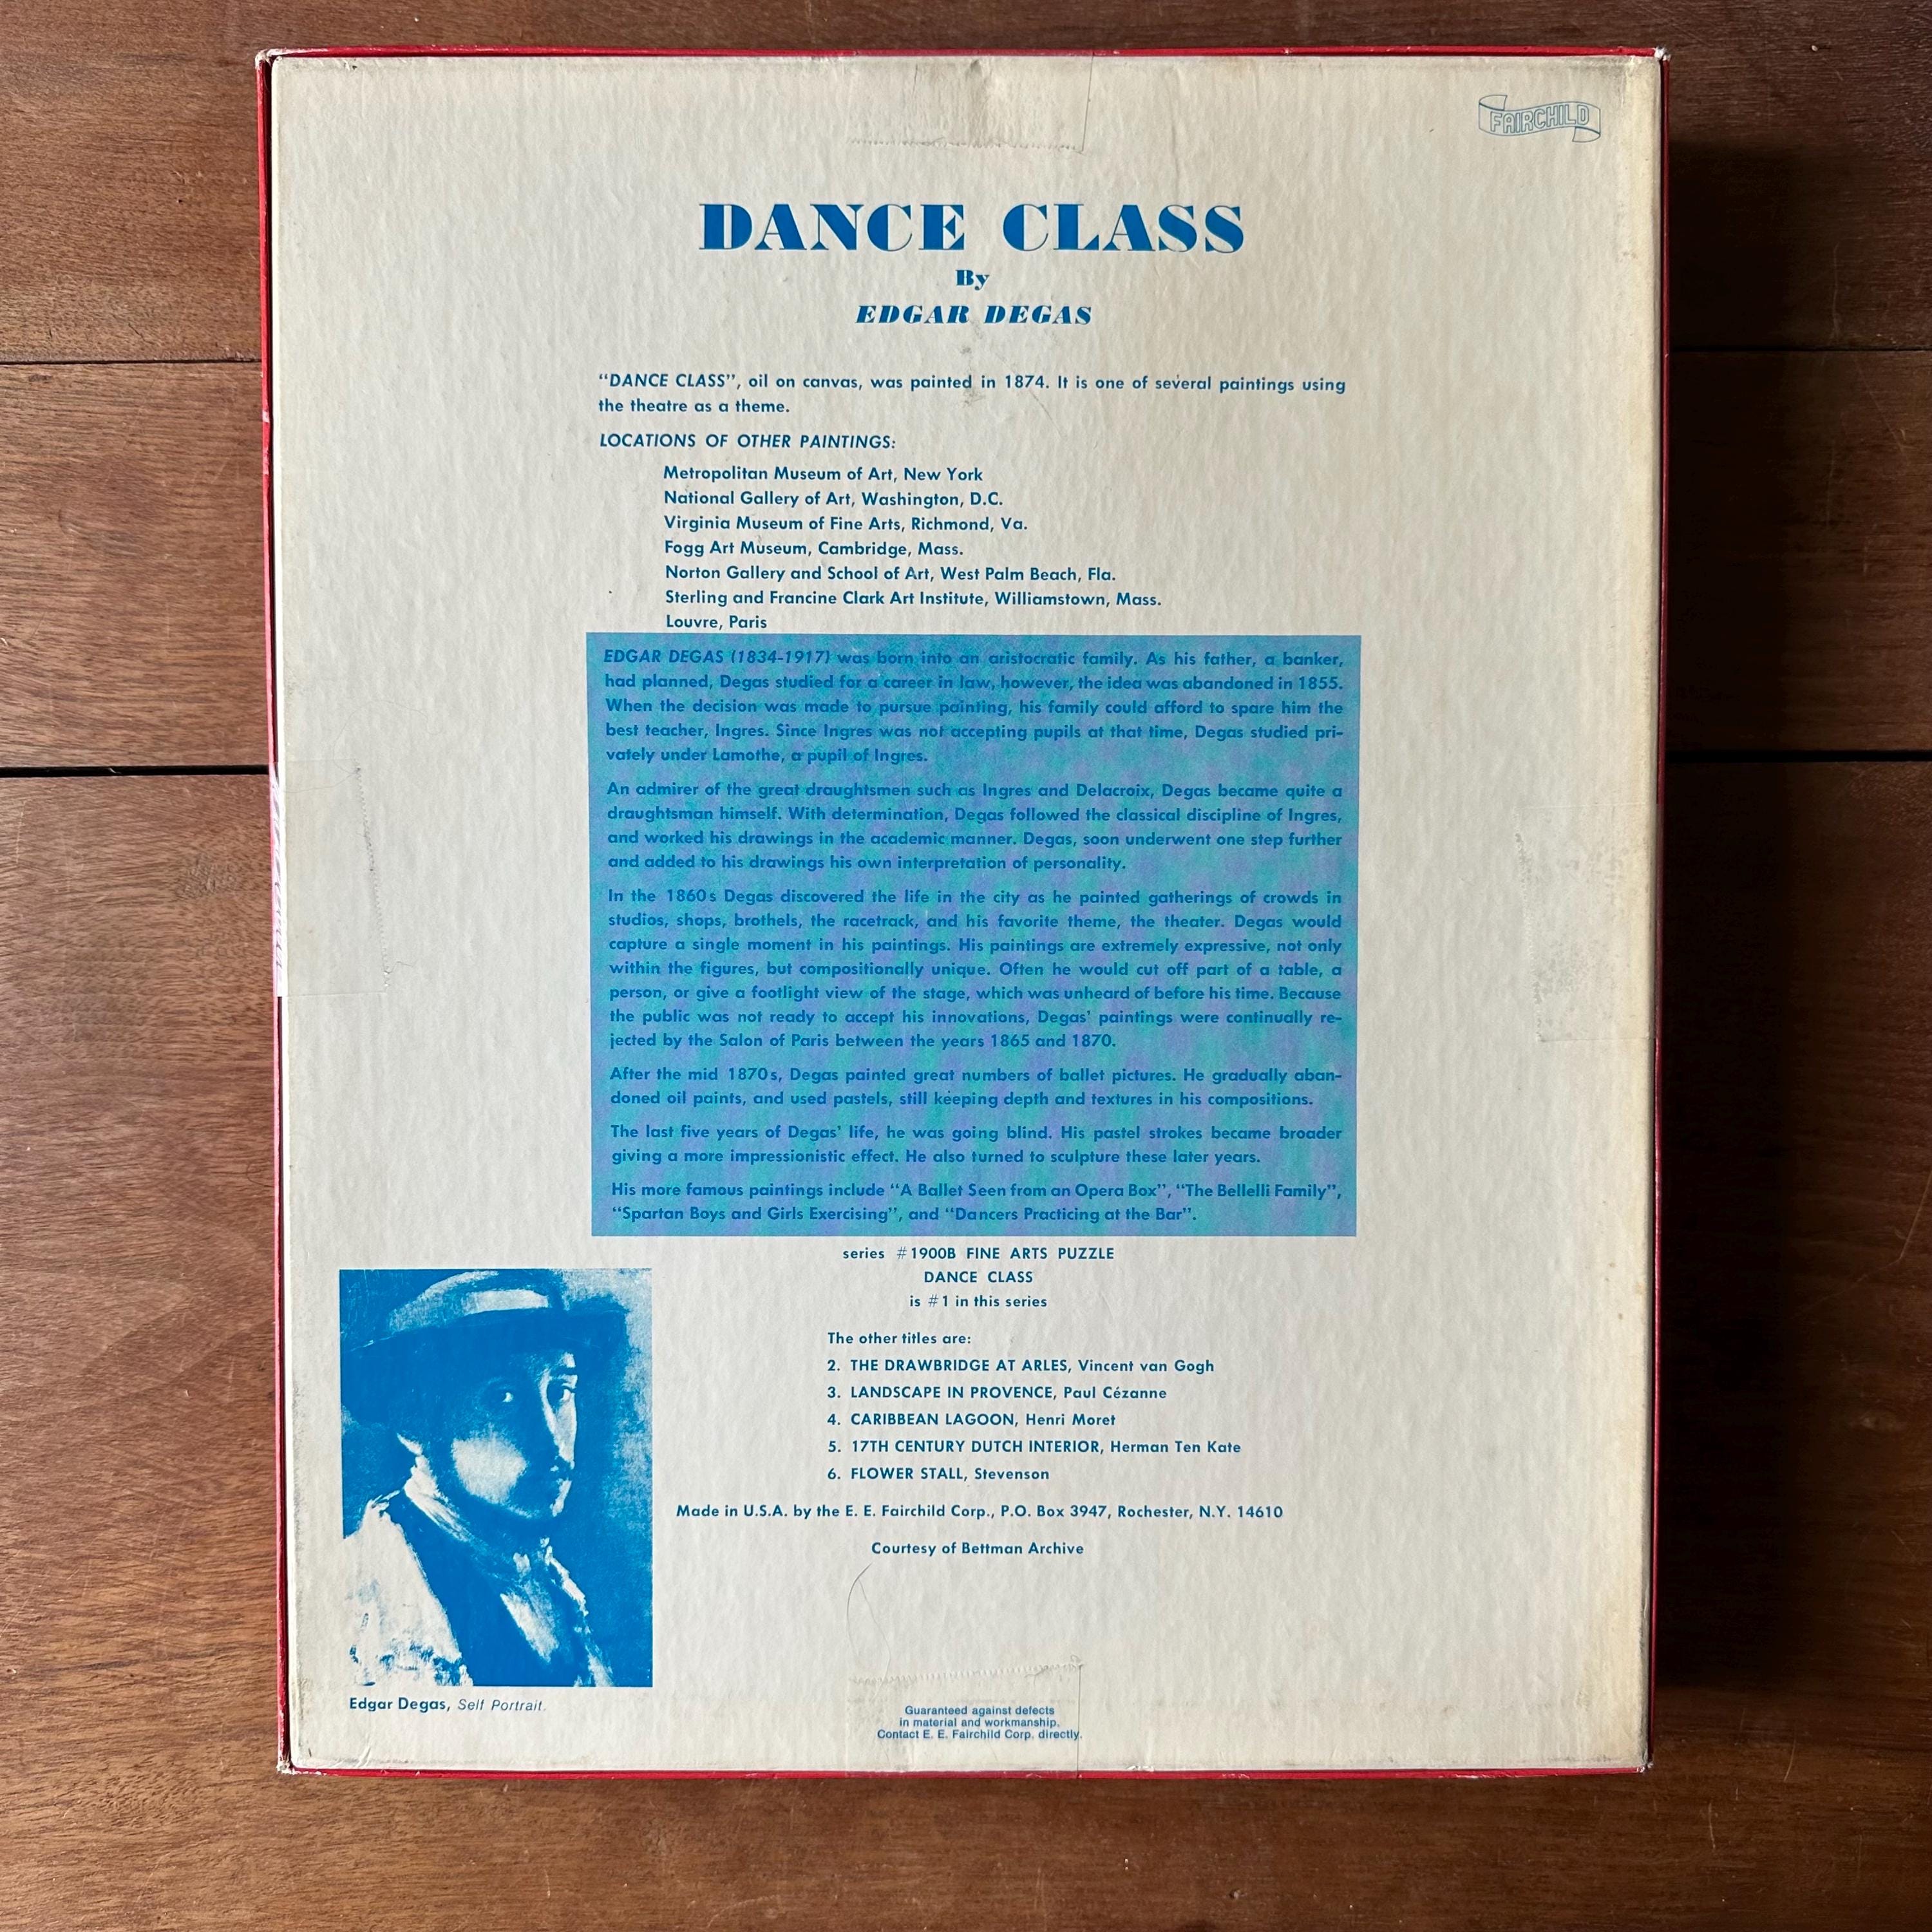 FAIRCHILD
DANCE CLASS
By
EDGAR DEGAS
“DANCE CLASS”, oil on canvas, was painted in 1874. It is one of several paintings using
the theatre as a theme.
LOCATIONS OF OTHER PAINTINGS:
Metropolitan Museum of Art, New York
National Gallery of Art, Washington, D.C.
Virginia Museum of Fine Arts, Richmond, Va.
Fogg Art Museum, Cambridge, Mass.
Norton Gallery and School of Art, West Palm Beach, Fla.
Sterling and Francine Clark Art Institute, Williamstown, Mass.
Louvre, Paris
EDGAR DEGAS (1834-1917) was born into an aristocratic family. As his father, a banker,
had planned, Degas studied for a career in law, however, the idea was abandoned in 1855.
When the decision was made to pursue painting, his family could afford to spare him the
best teacher, Ingres. Since Ingres was not accepting pupils at that time, Degas studied pri-
vately under Lamothe, a pupil of Ingres.
An admirer of the great draughtsmen such as Ingres and Delacroix, Degas became quite a
draughtsman himself. With determination, Degas followed the classical discipline of Ingres,
and worked his drawings in the academic manner. Degas, soon underwent one step further
and added to his drawings his own interpretation of personality.
In the 1860s Degas discovered the life in the city as he painted gatherings of crowds in
studios, shops, brothels, the racetrack, and his favorite theme, the theater. Degas would
capture a single moment in his paintings. His paintings are extremely expressive, not only
within the figures, but compositionally unique. Often he would cut off part of a table, a
person, or give a footlight view of the stage, which was unheard of before his time. Because
the public was not ready to accept his innovations, Degas’ paintings were continually re-
jected by the Salon of Paris between the years 1865 and 1870.
After the mid 1870s, Degas painted great numbers of ballet pictures. He gradually aban-
doned oil paints, and used pastels, still keeping depth and textures in his compositions.
The last five years of Degas’ life, he was going blind. His pastel strokes became broader
giving a more impressionistic effect. He also turned to sculpture these later years.
His more famous paintings include “A Ballet Seen from an Opera Box”, “The Bellelli Family”,
“Spartan Boys and Girls Exercising”, and “Dancers Practicing at the Bar”.
series #1900B FINE ARTS PUZZLE
DANCE CLASS
is #1 in this series
The other titles are:
2. THE DRAWBRIDGE AT ARLES, Vincent van Gogh
3. LANDSCAPE IN PROVENCE, Paul Cézanne
4. CARIBBEAN LAGOON, Henri Moret
5. 17TH CENTURY DUTCH INTERIOR, Herman Ten Kate
6. FLOWER STALL, Stevenson
Made in U.S.A. by the E. E. Fairchild Corp., P.O. Box 3947, Rochester, N.Y. 14610
Courtesy of Bettman Archive
Edgar Degas, Self Portrait.
Guaranteed against defects
in material and workmanship.
Contact E. E. Fairchild Corp. directly.